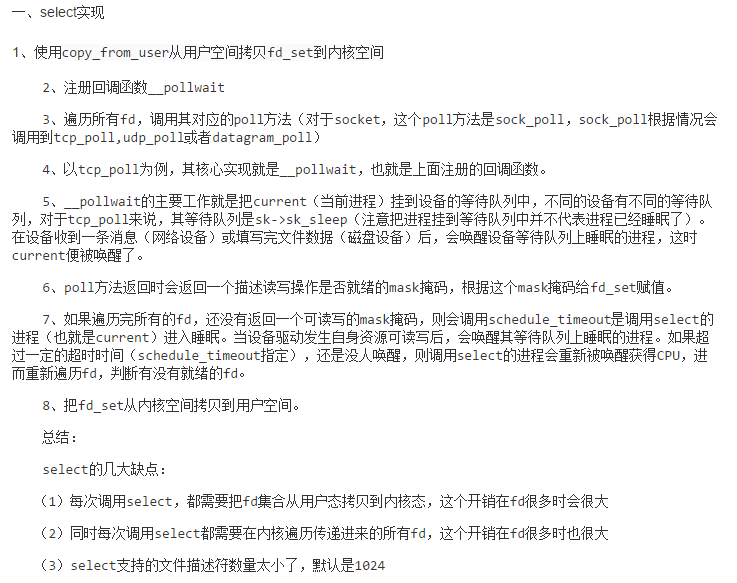 一、select实现
1、使用copy_from_user从用户空间拷贝fd_set到内核空间
2、注册回调函数__pollwait
3、遍历所有fd，调用其对应的poll方法（对于socket，这个poll方法是sock_poll，sock_poll根据情况会
调用到tcp_poll,udp_poll或者datagram_poll）
4、以tcp_poll为例，其核心实现就是__pollwait，也就是上面注册的回调函数。
5、__pollwait的主要工作就是把current（当前进程）挂到设备的等待队列中，不同的设备有不同的等待队
列，对于tcp_poll来说，其等待队列是sk->sk_sleep（注意把进程挂到等待队列中并不代表进程已经睡眠了）。
在设备收到一条消息（网络设备）或填写完文件数据（磁盘设备）后，会唤醒设备等待队列上睡眠的进程，这时
current便被唤醒了。
6、poll方法返回时会返回一个描述读写操作是否就绪的mask掩码，根据这个mask掩码给fd_set赋值。
7、如果遍历完所有的fd，还没有返回一个可读写的mask掩码，则会调用schedule_timeout是调用select的
进程（也就是current）进入睡眠。当设备驱动发生自身资源可读写后，会唤醒其等待队列上睡眠的进程。如果超
过一定的超时时间（schedule_timeout指定），还是没人唤醒，则调用select的进程会重新被唤醒获得CPU，进
而重新遍历fd，判断有没有就绪的fd。
8、把fd_set从内核空间拷贝到用户空间。
总结：
select的几大缺点：
（1）每次调用select，都需要把fd集合从用户态拷贝到内核态，这个开销在fd很多时会很大
（2）同时每次调用select都需要在内核遍历传递进来的所有fd，这个开销在fd很多时也很大
（3）select支持的文件描述符数量太小了，默认是1024